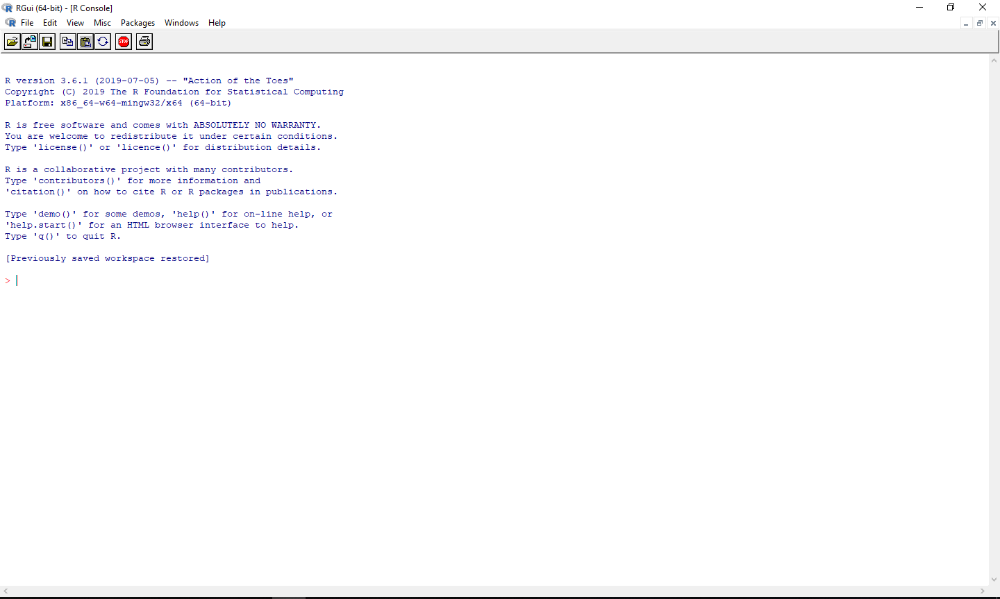 RGui (64-bit) - [R Console]
File Edit View Misc Packages Windows Help
STOP
R version 3.6.1 (2019-07-05) -- "Action of the Toes"
Copyright (C) 2019 The R Foundation for Statistical Computing
Platform: x86_64-w64-mingw32/x64 (64-bit)
R is free software and comes with ABSOLUTELY NO WARRANTY.
You are welcome to redistribute it under certain conditions.
Type 'license()' or 'licence()' for distribution details.
R is a collaborative project with many contributors.
Type 'contributors()' for more information and
'citation()' on how to cite R or R packages in publications.
Type 'demo()' for some demos, 'help()' for on-line help, or
'help.start()' for an HTML browser interface to help.
Type 'q()' to quit R.
[Previously saved workspace restored]
>